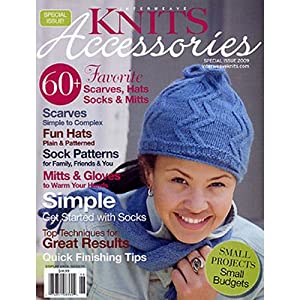 SPECIAL
ISSUE!
INTERWEAVE
KNITS
Accessories
SPECIAL ISSUE 2009
interweaveknits.com
60+ Favorite
Scarves, Hats
Socks & Mitts
Scarves
Simple to Complex
Fun Hats
Plain & Patterned
Sock Patterns
for Family, Friends & You
Mitts & Gloves
to Warm Your Hands
Simple
Get Started with Socks
Top Techniques for
Great Results
Quick Finishing Tips
SMALL
PROJECTS
Small
Budgets